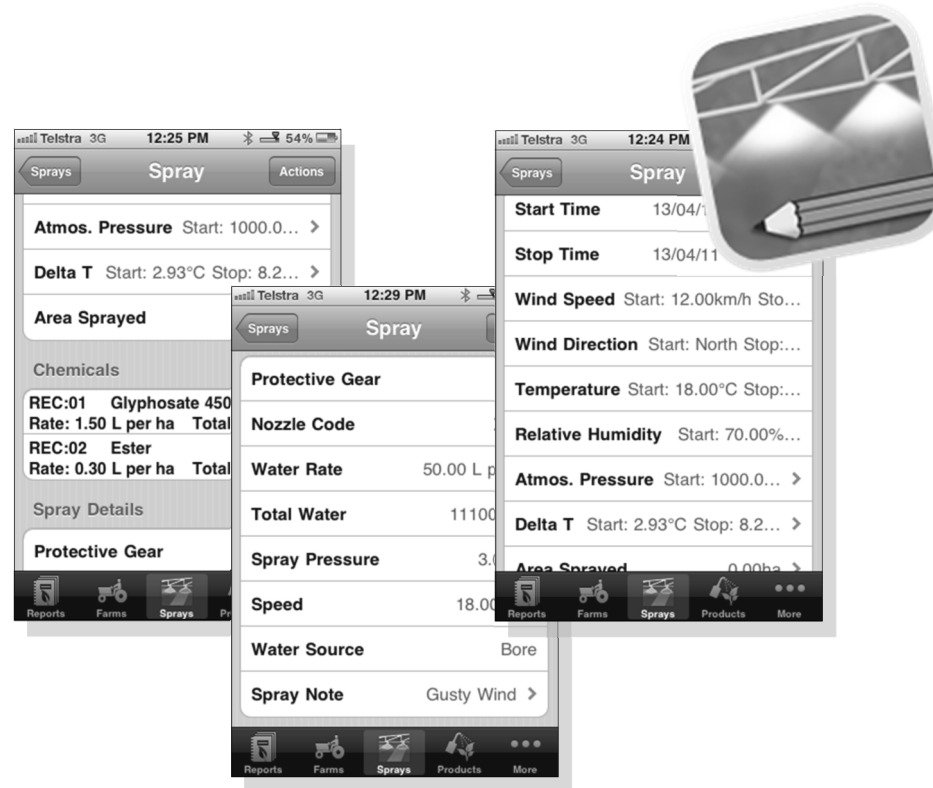 Telstra 3G 12:25 PM 54%
Sprays Spray Actions
Atmos. Pressure Start: 1000.0... >
Delta T Start: 2.93°C Stop: 8.2... >
Area Sprayed
Chemicals
REC:01 Glyphosate 450
Rate: 1.50 L per ha Total
REC:02 Ester
Rate: 0.30 L per ha Total
Spray Details
Protective Gear
Reports Farms Sprays
Telstra 3G 12:29 PM
Sprays Spray
Protective Gear
Nozzle Code
Water Rate 50.00 L
Total Water 11100
Spray Pressure 3.
Speed 18.00
Water Source Bore
Spray Note Gusty Wind >
Reports Farms Sprays Products More
Telstra 3G 12:24 PM
Sprays Spray
Start Time 13/04/
Stop Time 13/04/11
Wind Speed Start: 12.00km/h Sto...
Wind Direction Start: North Stop:...
Temperature Start: 18.00°C Stop:...
Relative Humidity Start: 70.00%...
Atmos. Pressure Start: 1000.0... >
Delta T Start: 2.93°C Stop: 8.2... >
Area Sprayed 0.00ha >
Reports Farms Sprays Products More